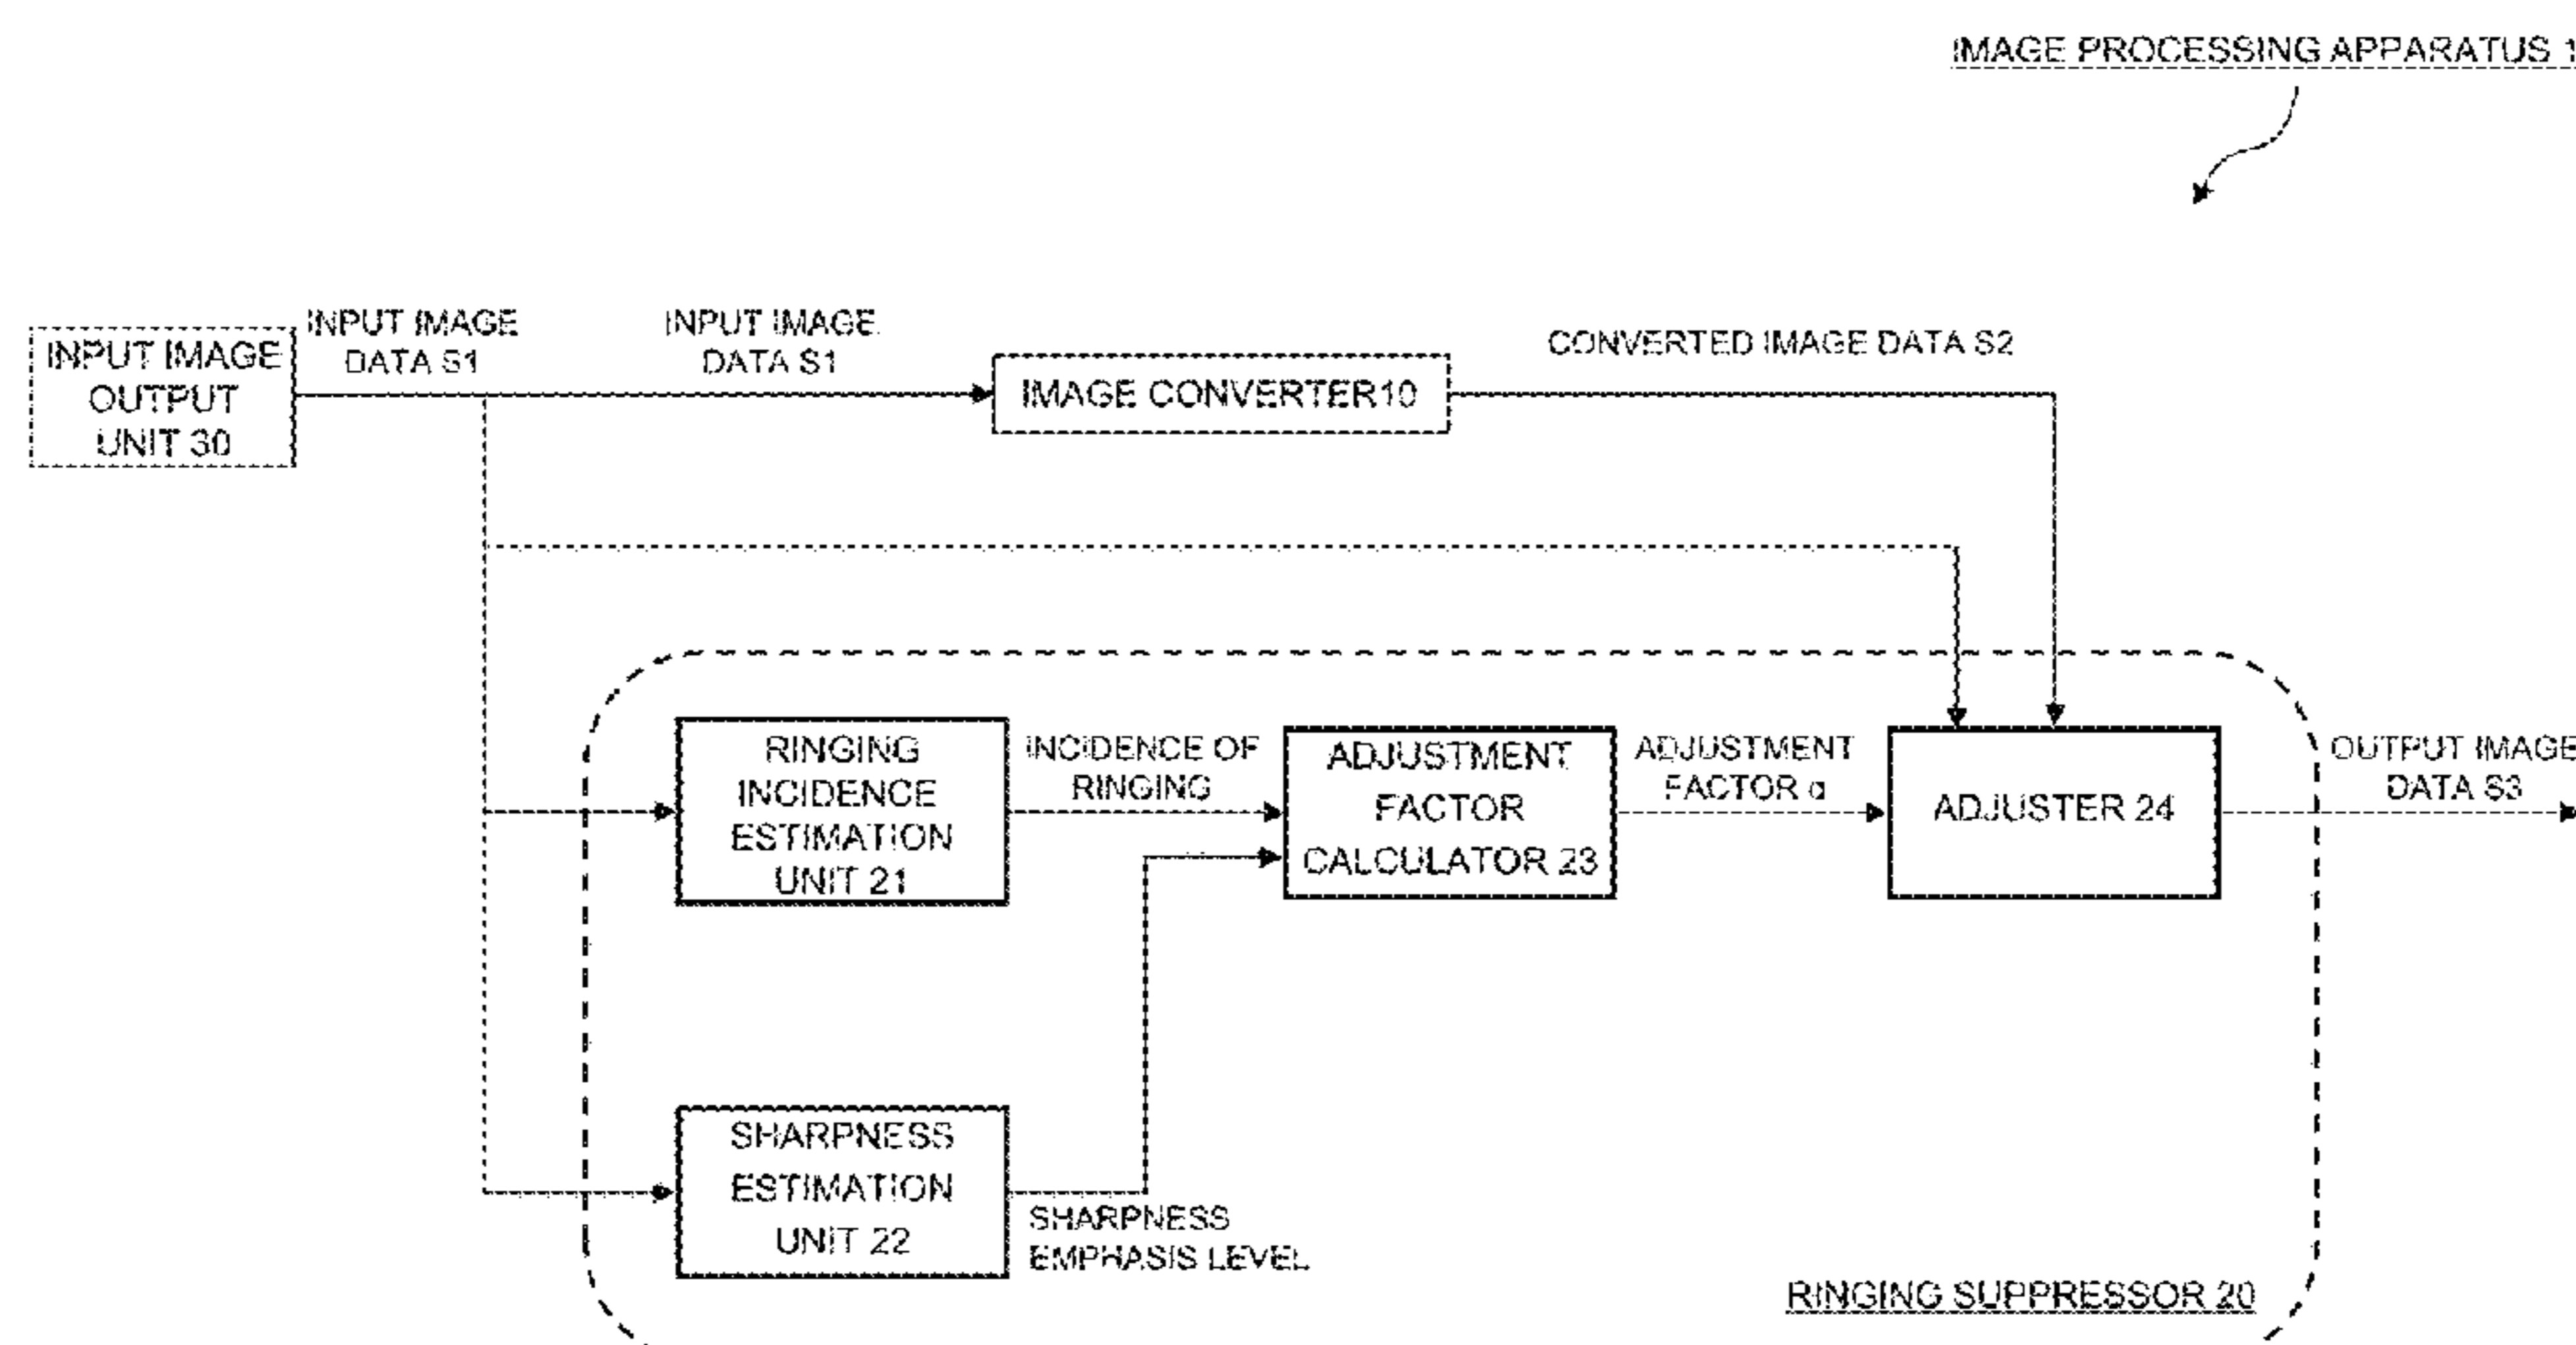 IMAGE PROCESSING APPARATUS 1
INPUT IMAGE
OUTPUT
UNIT 30
INPUT IMAGE
DATA S1
INPUT IMAGE
DATA S1
IMAGE CONVERTER10
CONVERTED IMAGE DATA S2
RINGING
INCIDENCE
ESTIMATION
UNIT 21
INCIDENCE OF
RINGING
ADJUSTMENT
FACTOR
CALCULATOR 23
ADJUSTMENT
FACTOR α
ADJUSTER 24
OUTPUT IMAGE
DATA S3
SHARPNESS
ESTIMATION
UNIT 22
SHARPNESS
EMPHASIS LEVEL
RINGING SUPPRESSOR 20